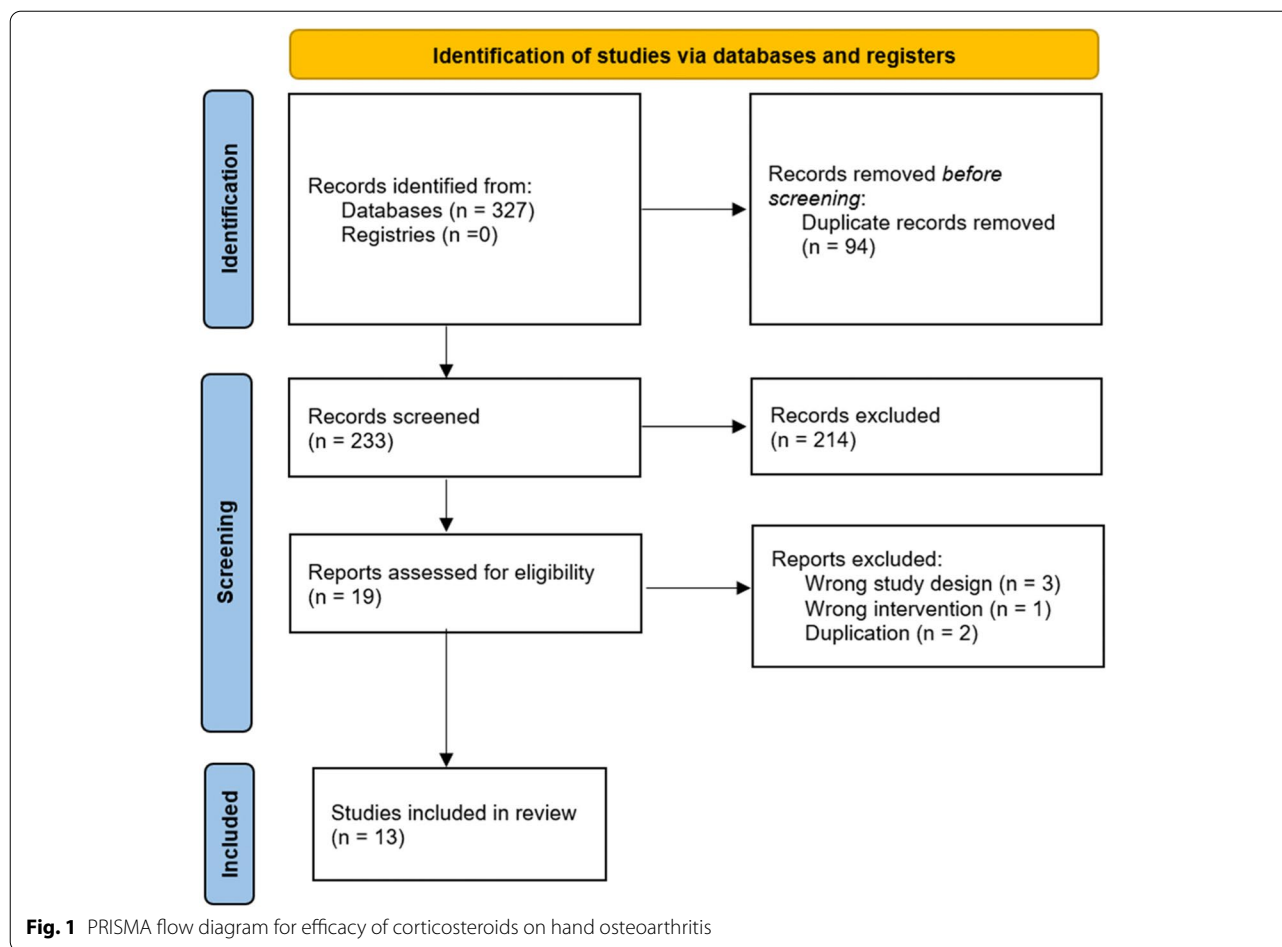 Identification of studies via databases and registers
Identification
Records identified from:
Databases (n = 327)
Registries (n =0)
Records removed before
screening:
Duplicate records removed
(n = 94)
Screening
Records screened
(n = 233)
Records excluded
(n = 214)
Reports assessed for eligibility
(n = 19)
Reports excluded:
Wrong study design (n = 3)
Wrong intervention (n = 1)
Duplication (n = 2)
Included
Studies included in review
(n = 13)
Fig. 1 PRISMA flow diagram for efficacy of corticosteroids on hand osteoarthritis